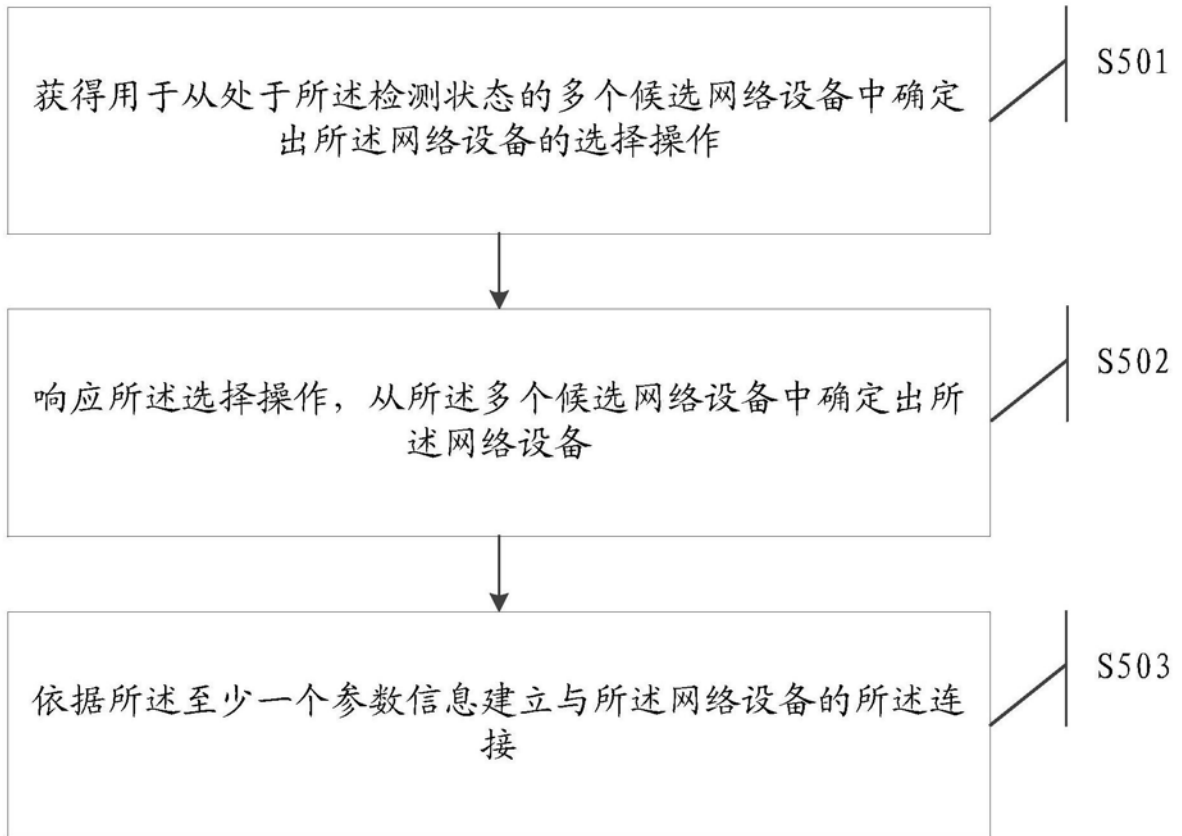 S501
获得用于从处于所述检测状态的多个候选网络设备中确定
出所述网络设备的选择操作
S502
响应所述选择操作，从所述多个候选网络设备中确定出所
述网络设备
S503
依据所述至少一个参数信息建立与所述网络设备的所述连
接